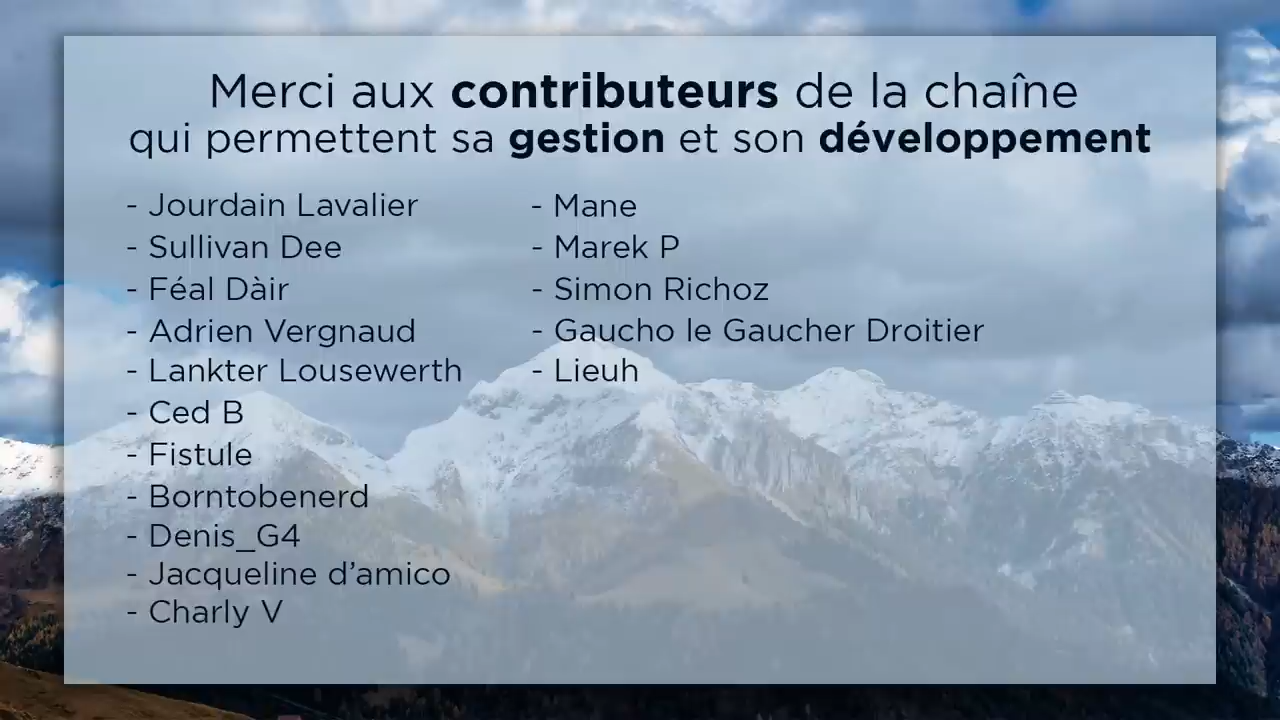 Merci aux contributeurs de la chaîne
qui permettent sa gestion et son développement
- Jourdain Lavalier
- Sullivan Dee
- Féal Dàir
- Adrien Vergnaud
- Lankter Lousewerth
- Ced B
- Fistule
- Borntobenerd
- Denis_G4
- Jacqueline d’amico
- Charly V
- Mane
- Marek P
- Simon Richoz
- Gaucho le Gaucher Droitier
- Lieuh